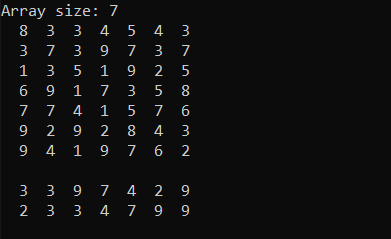 Array size: 7
8 3 3 4 5 4 3
3 7 3 9 7 3 7
1 3 5 1 9 2 5
6 9 1 7 3 5 8
7 7 4 1 5 7 6
9 2 9 2 8 4 3
9 4 1 9 7 6 2
3 3 9 7 4 2 9
2 3 3 4 7 9 9